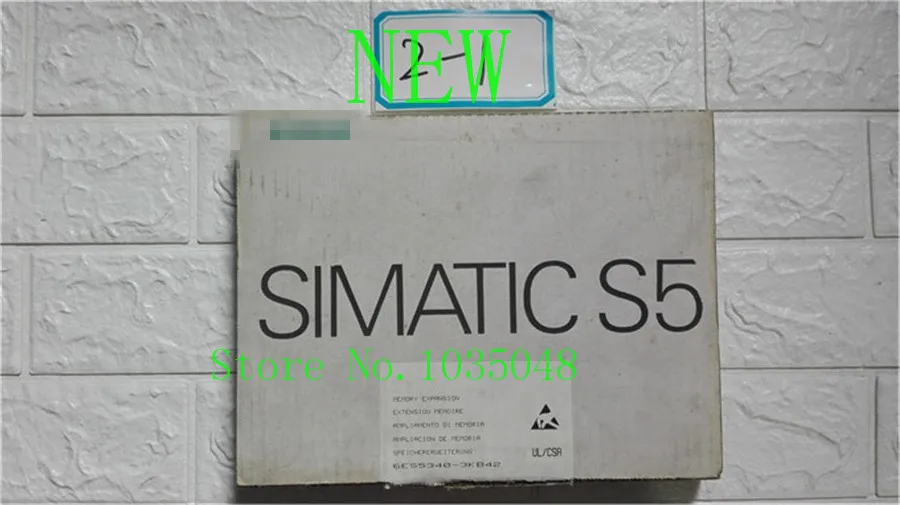 NEW
2-1
SIMATIC S5
Store No.1035048
MEMORY EXPANSION
EXTENSION MEMOIRE
AMPLIAMENTO DI MEMORIA
AMPLIACION DE MEMORIA
SPEICHERERWEITERUNG
UL/CSA
6ES5340-3KB42